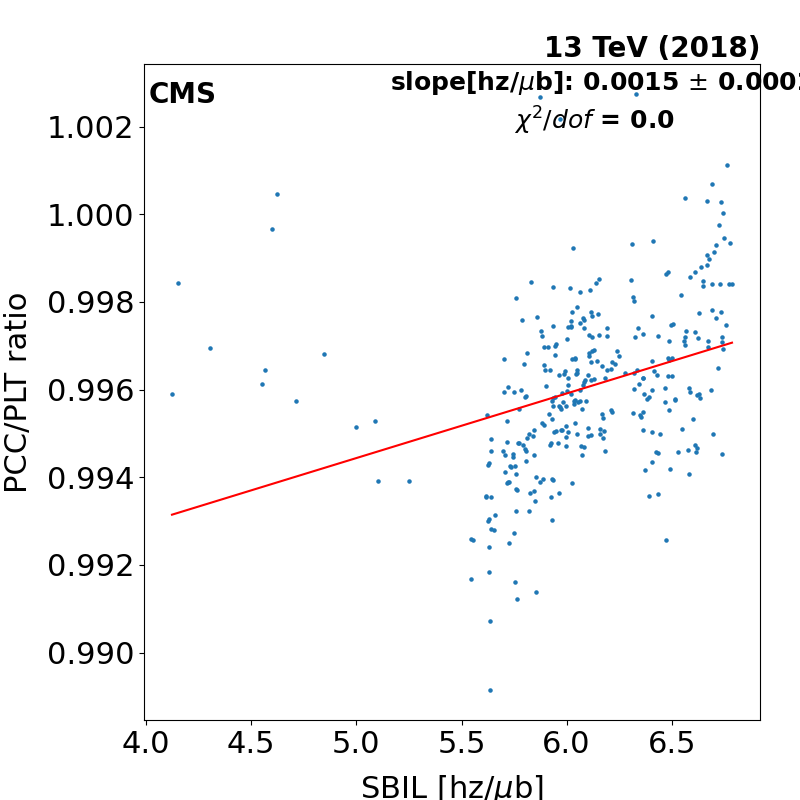 13 TeV (2018)
CMS
slope[hz/μb]: 0.0015 ± 0.000
χ²/dof = 0.0
PCC/PLT ratio
1.002
1.000
0.998
0.996
0.994
0.992
0.990
4.0 4.5 5.0 5.5 6.0 6.5
SBIL [hz/μb]